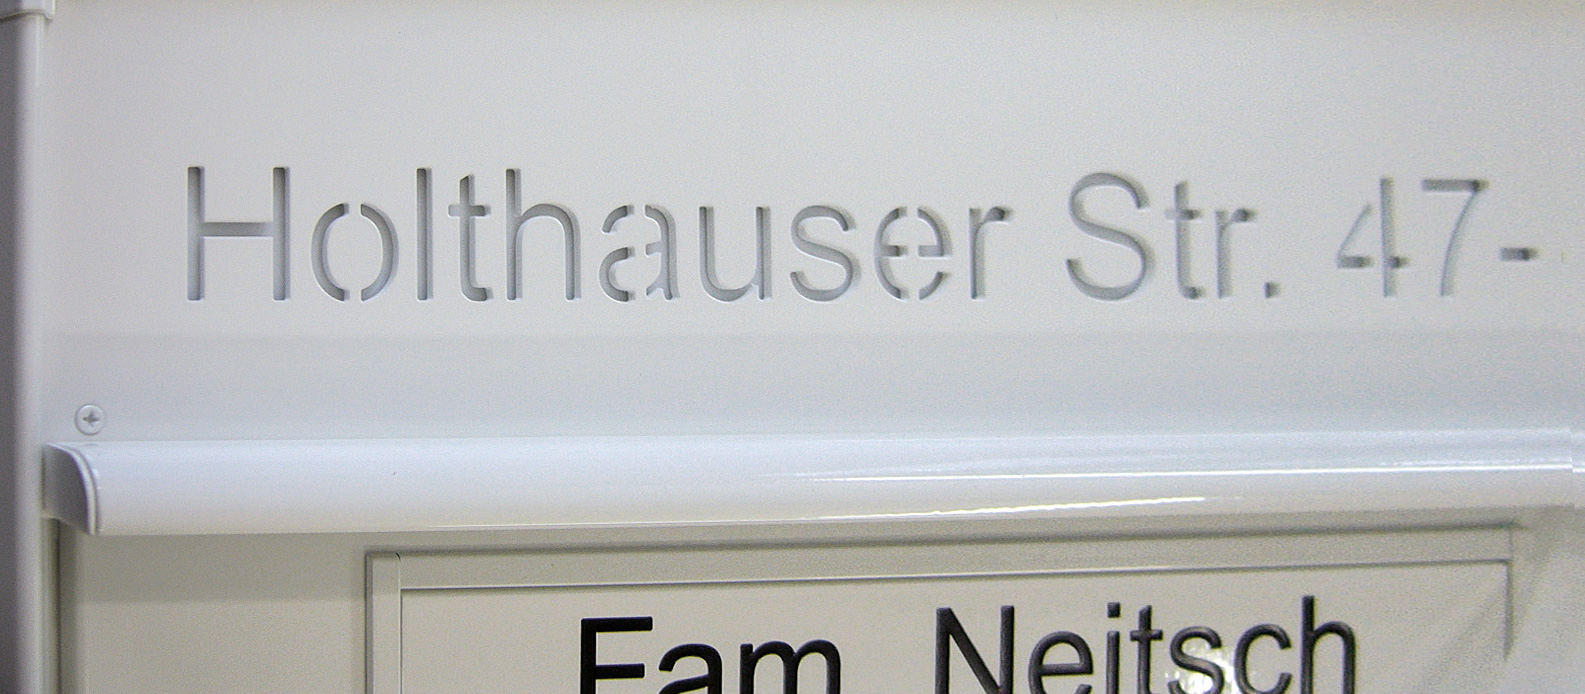 Holthauser Str. 47-
Fam Neitsch